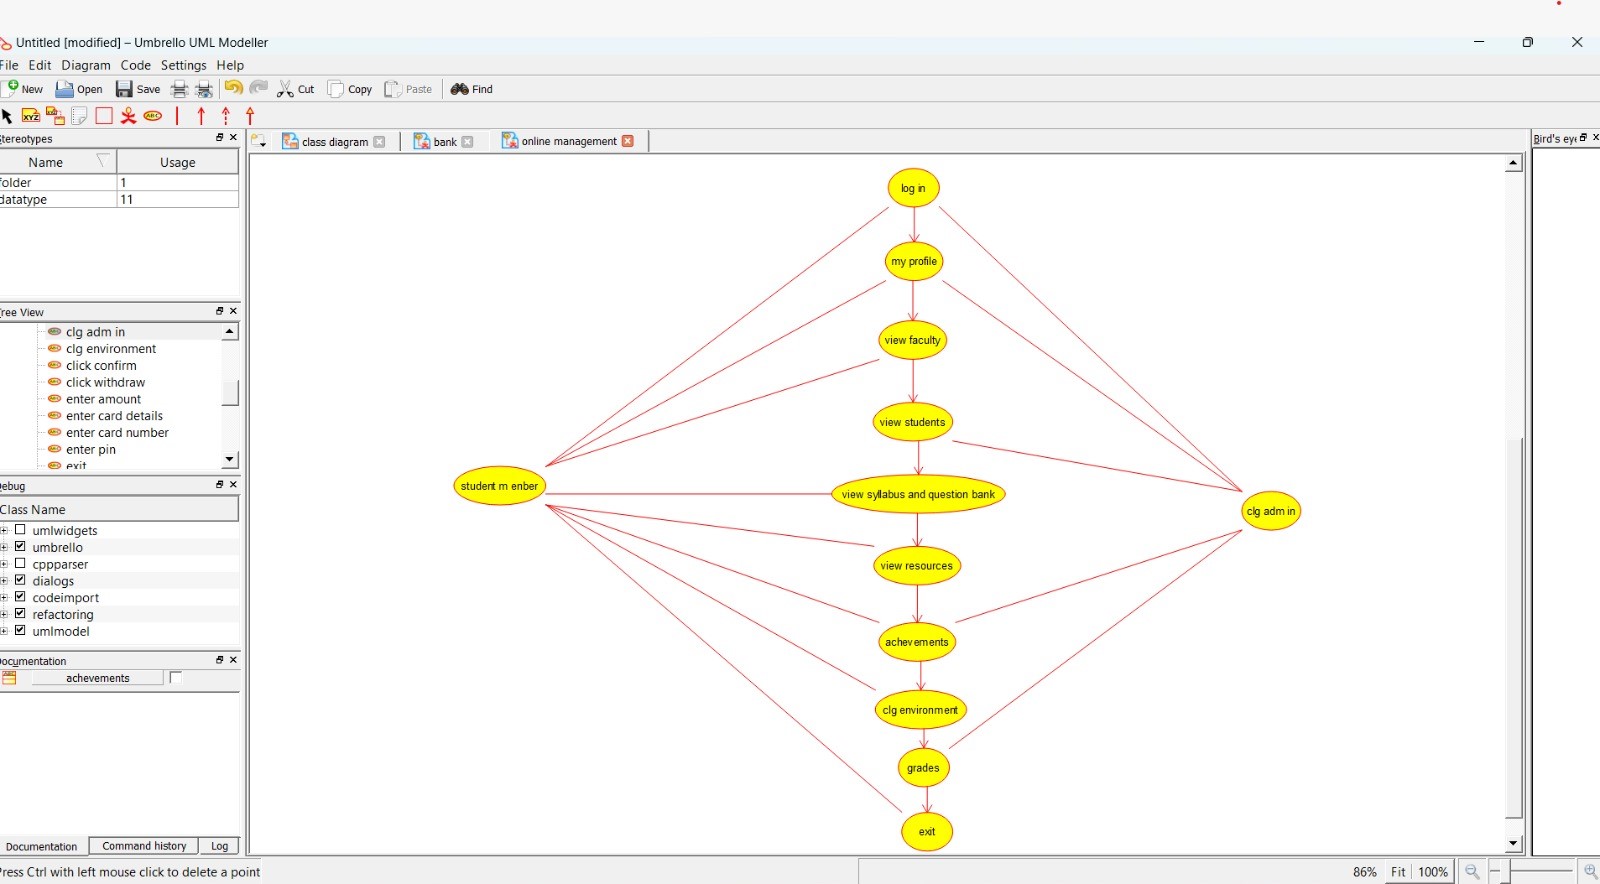 Untitled [modified] – Umbrello UML Modeller
File Edit Diagram Code Settings Help
New Open Save Cut Copy Paste Find
XYZ ABC
tereotypes
class diagram bank online management
Bird's eye
Name Usage
folder 1
datatype 11
ree View
clg adm in
clg environment
click confirm
click withdraw
enter amount
enter card details
enter card number
enter pin
exit
ebug
Class Name
umlwidgets
umbrello
cppparser
dialogs
codeimport
refactoring
umlmodel
ocumentation
achevements
log in
my profile
view faculty
view students
student m enber
view syllabus and question bank
clg adm in
view resources
achevements
clg environment
grades
exit
Documentation Command history Log
Press Ctrl with left mouse click to delete a point
86% Fit 100%